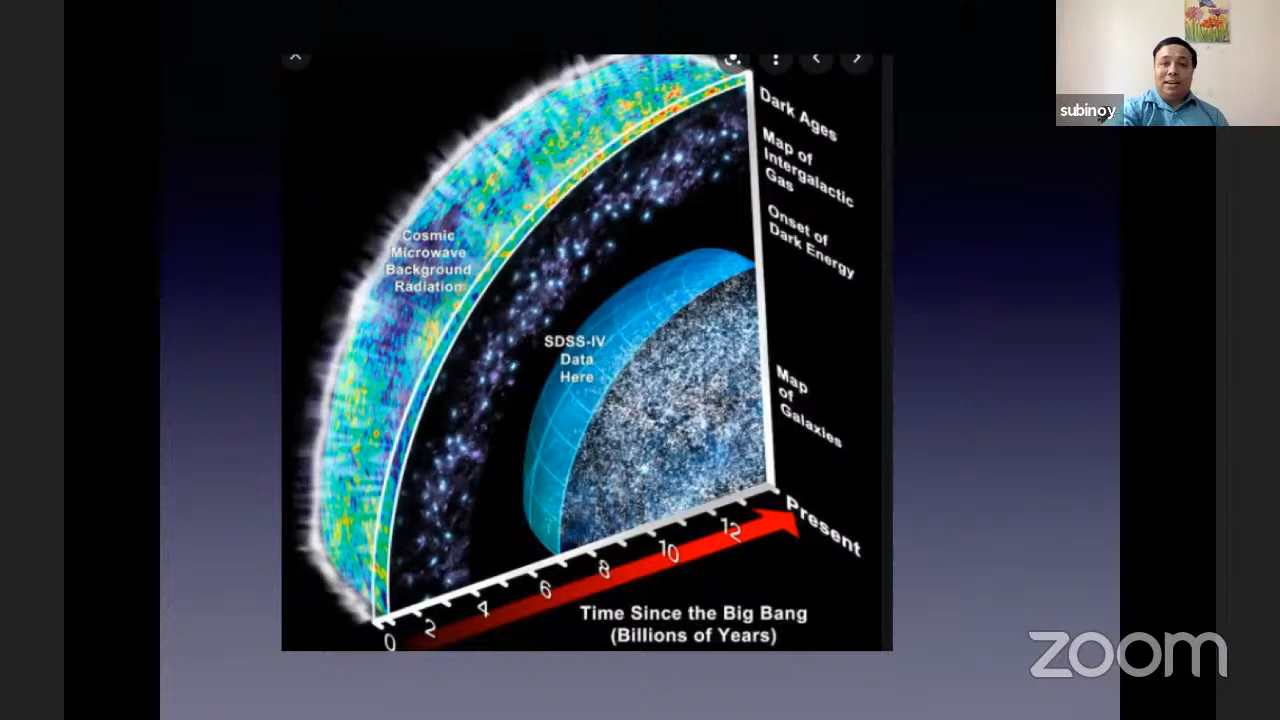 subinoy
Dark Ages
Map of
Intergalactic
Gas
Onset of
Dark Energy
Cosmic
Microwave
Background
Radiation
SDSS-IV
Data
Here
Map
of
Galaxies
Present
0 2 4 6 8 10 12
Time Since the Big Bang
(Billions of Years)
zoom